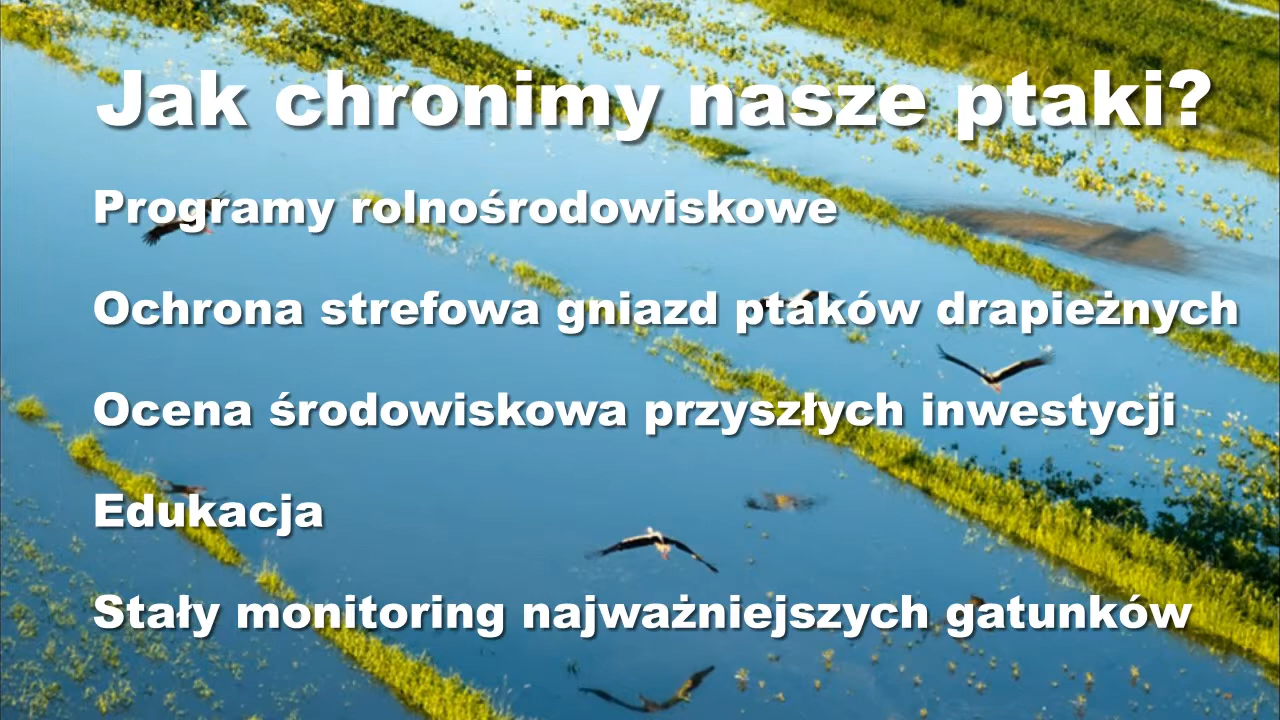 Jak chronimy nasze ptaki?
Programy rolnośrodowiskowe
Ochrona strefowa gniazd ptaków drapieżnych
Ocena środowiskowa przyszłych inwestycji
Edukacja
Stały monitoring najważniejszych gatunków